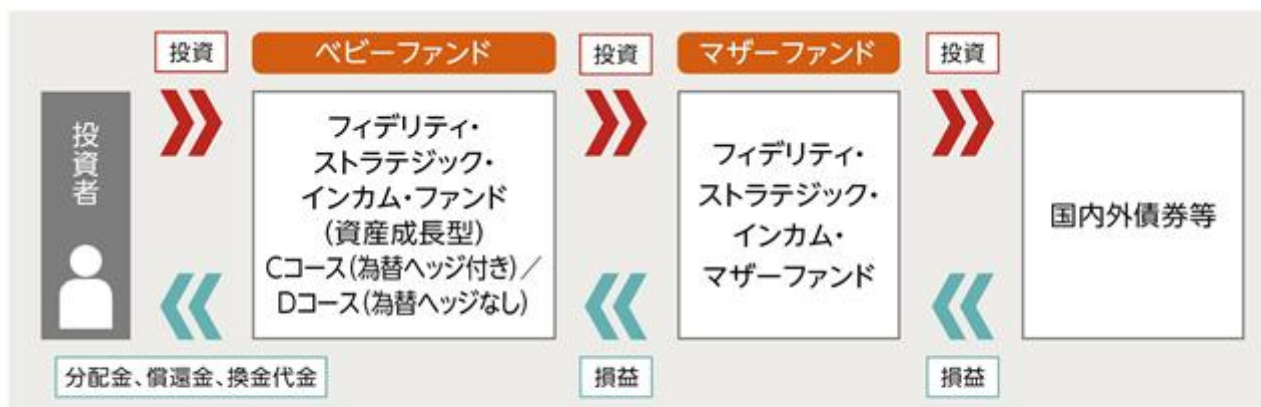 投資
ベビーファンド
投資
マザーファンド
投資
投資者
フィデリティ・
ストラテジック・
インカム・ファンド
(資産成長型)
Cコース(為替ヘッジ付き)／
Dコース(為替ヘッジなし)
フィデリティ・
ストラテジック・
インカム・
マザーファンド
国内外債券等
分配金、償還金、換金代金
損益
損益